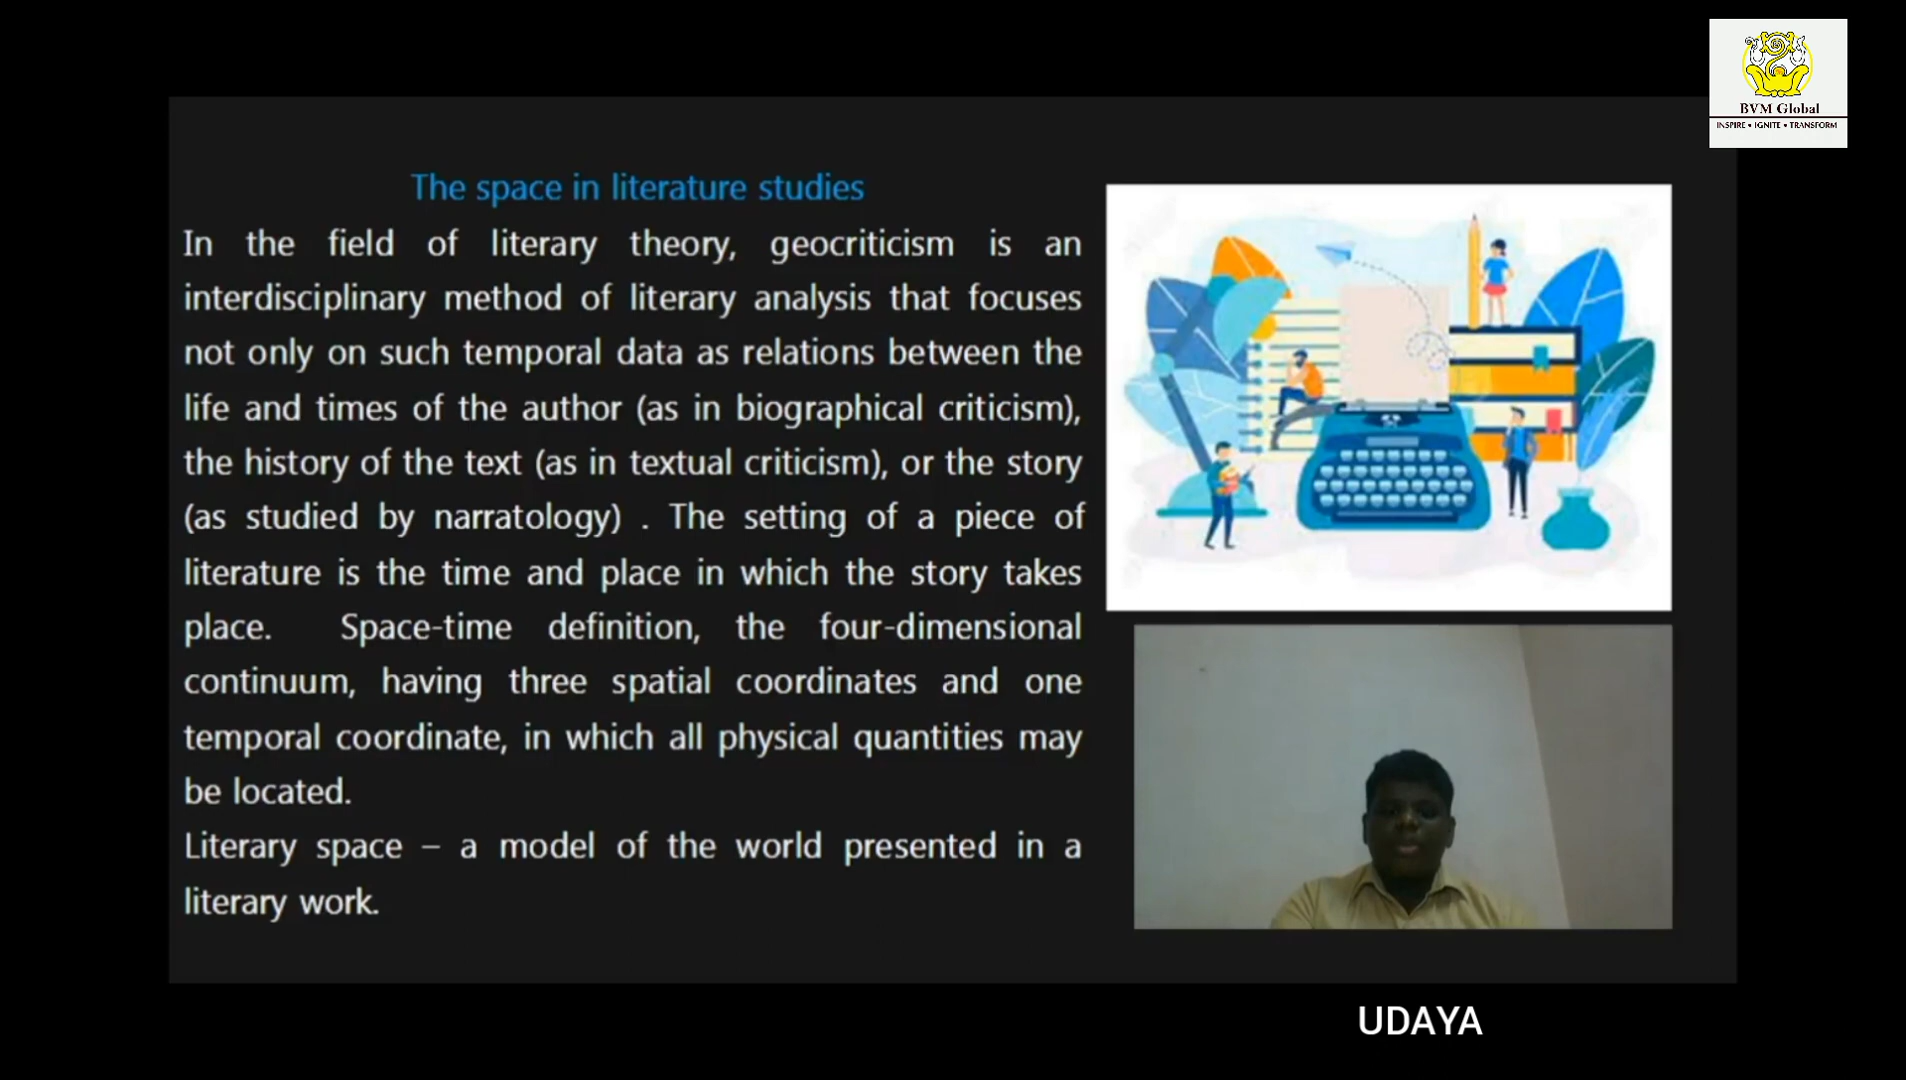 BVM Global
INSPIRE • IGNITE • TRANSFORM
The space in literature studies
In the field of literary theory, geocriticism is an
interdisciplinary method of literary analysis that focuses
not only on such temporal data as relations between the
life and times of the author (as in biographical criticism),
the history of the text (as in textual criticism), or the story
(as studied by narratology) . The setting of a piece of
literature is the time and place in which the story takes
place. Space-time definition, the four-dimensional
continuum, having three spatial coordinates and one
temporal coordinate, in which all physical quantities may
be located.
Literary space – a model of the world presented in a
literary work.
UDAYA